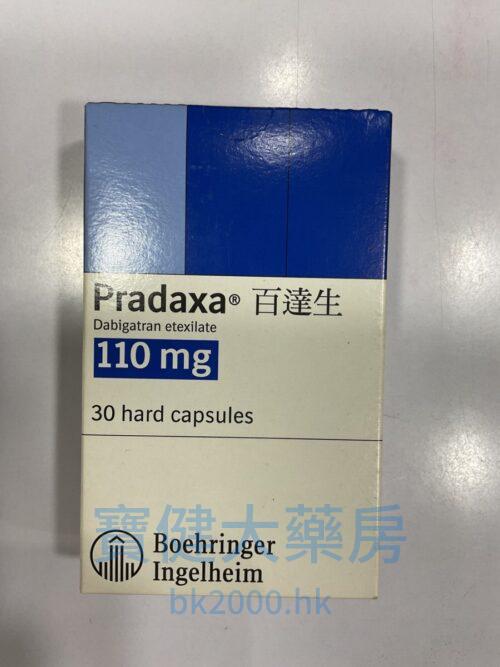 Pradaxa® 百達生
Dabigatran etexilate
110 mg
30 hard capsules
寶健大藥房
Boehringer
Ingelheim
bk2000.hk